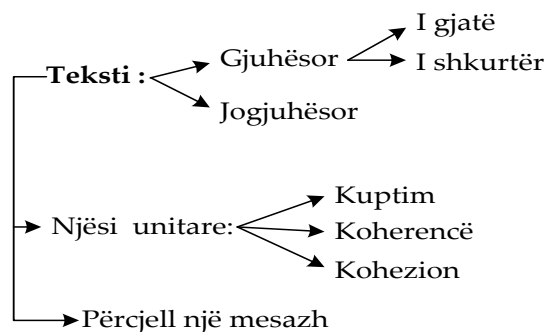 I gjatë
Gjuhësor
I shkurtër
Teksti :
Jogjuhësor
Kuptim
Njësi unitare:
Koherencë
Kohezion
Përcjell një mesazh